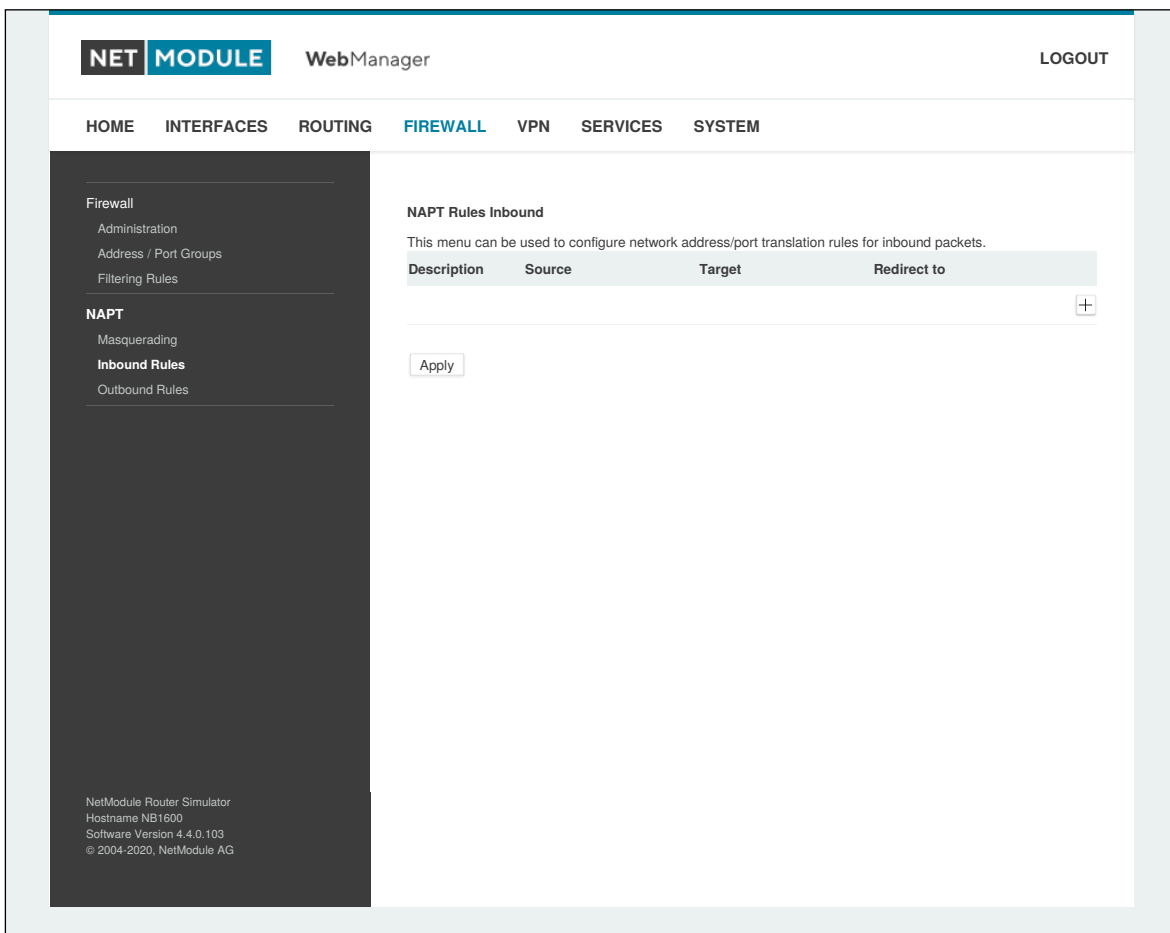 NET MODULE WebManager LOGOUT
HOME INTERFACES ROUTING FIREWALL VPN SERVICES SYSTEM
Firewall
Administration
Address / Port Groups
Filtering Rules
NAPT
Masquerading
Inbound Rules
Outbound Rules
NAPT Rules Inbound
This menu can be used to configure network address/port translation rules for inbound packets.
Description Source Target Redirect to
Apply
NetModule Router Simulator
Hostname NB1600
Software Version 4.4.0.103
© 2004-2020, NetModule AG